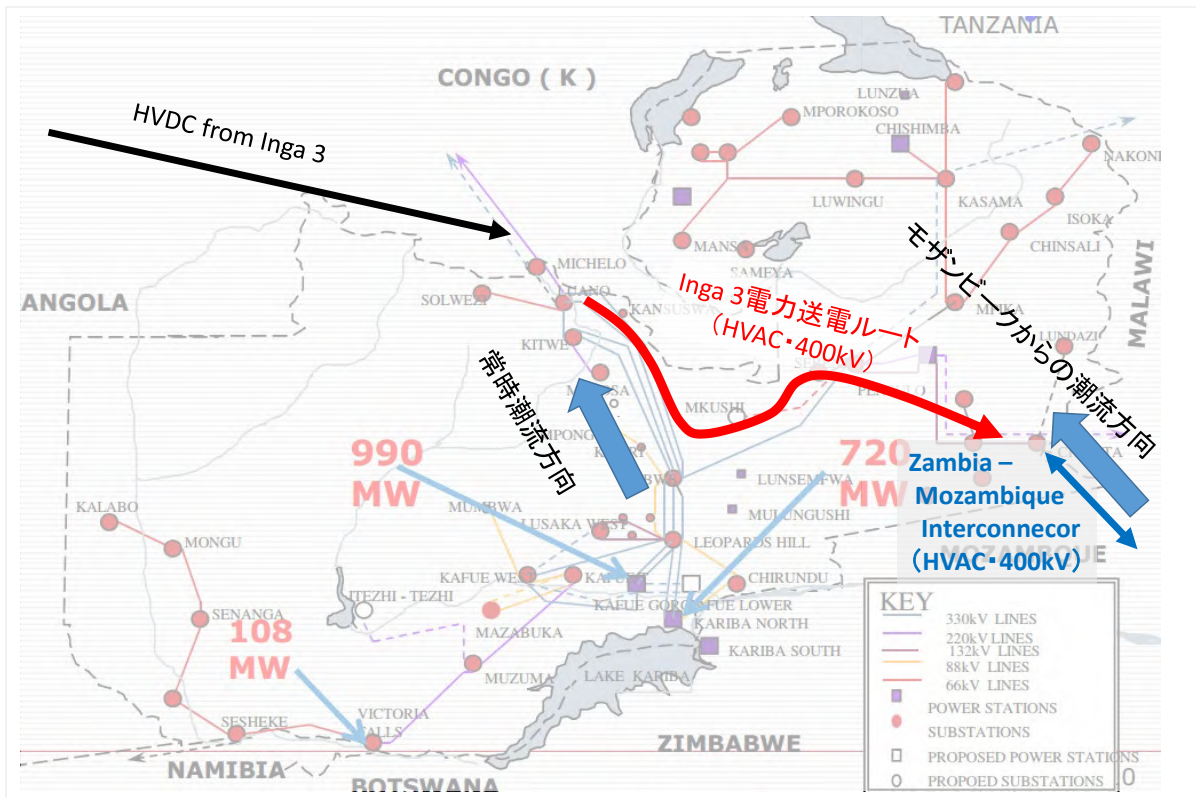 TANZANIA
CONGO ( K )
HVDC from Inga 3
LUNZUA
MPOROKOSO
CHISHIMBA
NAKOND
LUWINGU
KASAMA
ISOKA
CHINSALI
MANSA
SAMEYA
モザンビークからの潮流方向
MALAWI
MICHELO
LUANO
SOLWEZI
KANSUSWA
ANGOLA
Inga 3電力送電ルート
（HVAC・400kV）
MPIKA
LUNDAZI
KITWE
常時潮流方向
MKUSHI
990
MW
720
MW
Zambia –
Mozambique
Interconnecor
（HVAC・400kV）
MOZAMBQUE
LUNSEMFWA
MULUNGUSHI
KALABO
MUMBWA
LUSAKA WEST
LEOPARDS HILL
MONGU
KAFUE WEST
CHIRUNDU
ITEZHI - TEZHI
KAFUE LOWER
SENANGA
MAZABUKA
KARIBA NORTH
KARIBA SOUTH
108
MW
MUZUMA
LAKE KARIBA
SESHEKE
VICTORIA
FALLS
ZIMBABWE
NAMIBIA
BOTSWANA
KEY
330kV LINES
220kV LINES
132kV LINES
88kV LINES
66kV LINES
POWER STATIONS
SUBSTATIONS
PROPOSED POWER STATIONS
PROPOED SUBSTATIONS